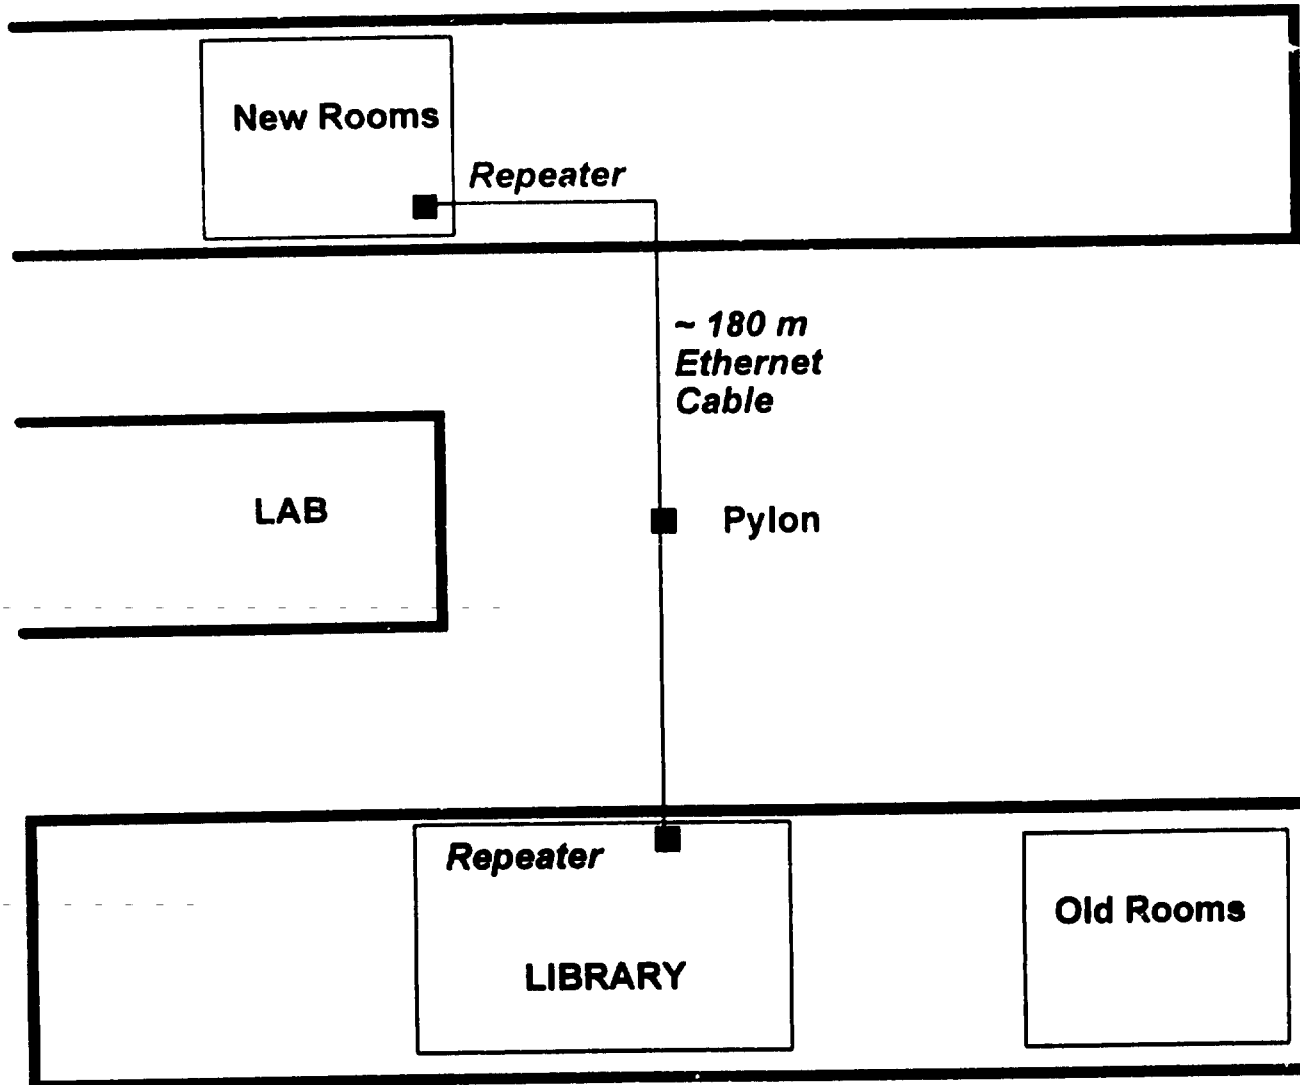 New Rooms
Repeater
~ 180 m
Ethernet
Cable
LAB
Pylon
Repeater
Old Rooms
LIBRARY